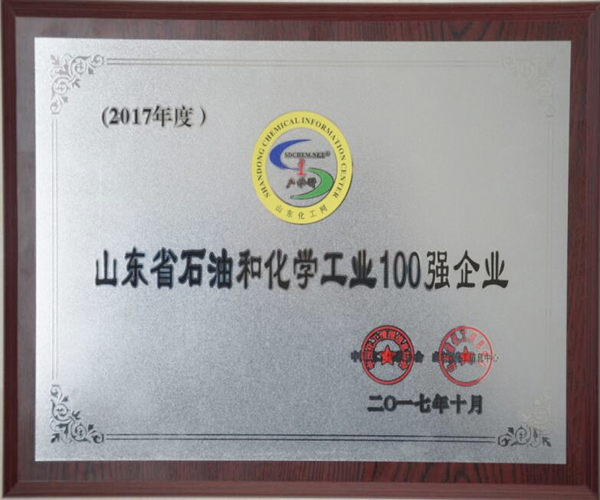 (2017年度)
SHANDONG CHEMICAL INFORMATION CENTER
山东化工网
山东省石油和化学工业100强企业
二〇一七年十月